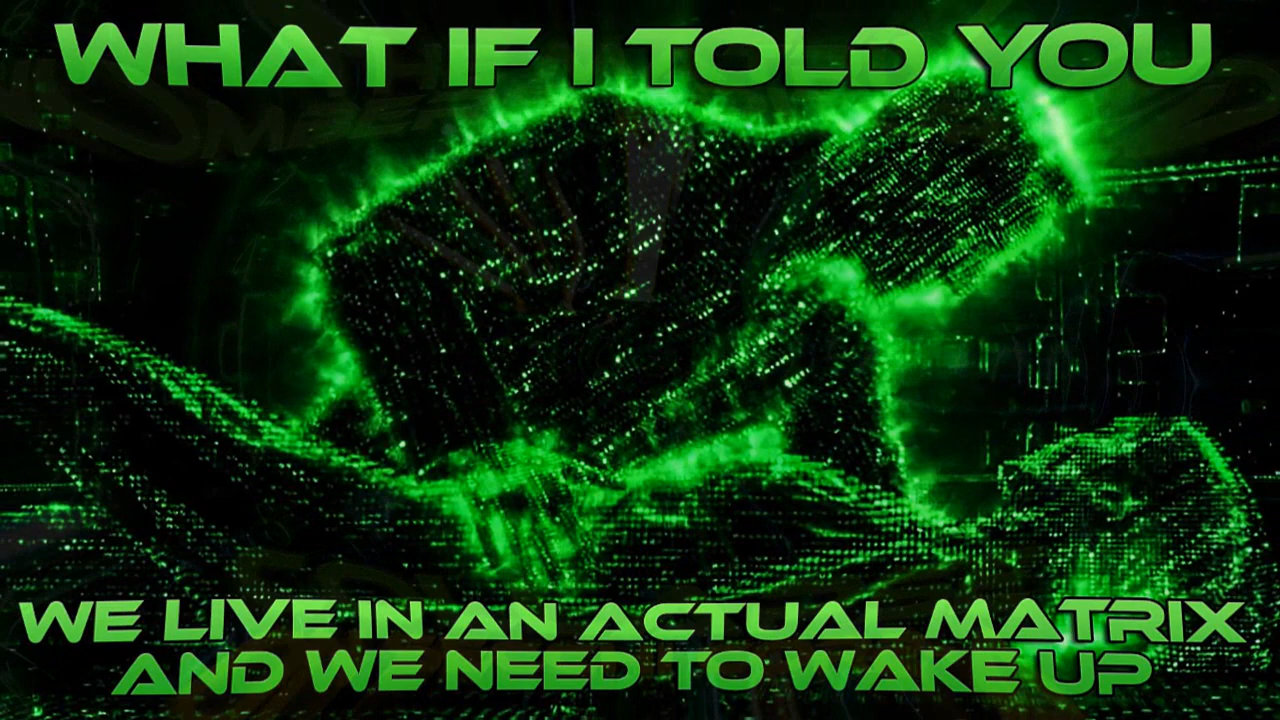 WHAT IF I TOLD YOU
WE LIVE IN AN ACTUAL MATRIX
AND WE NEED TO WAKE UP